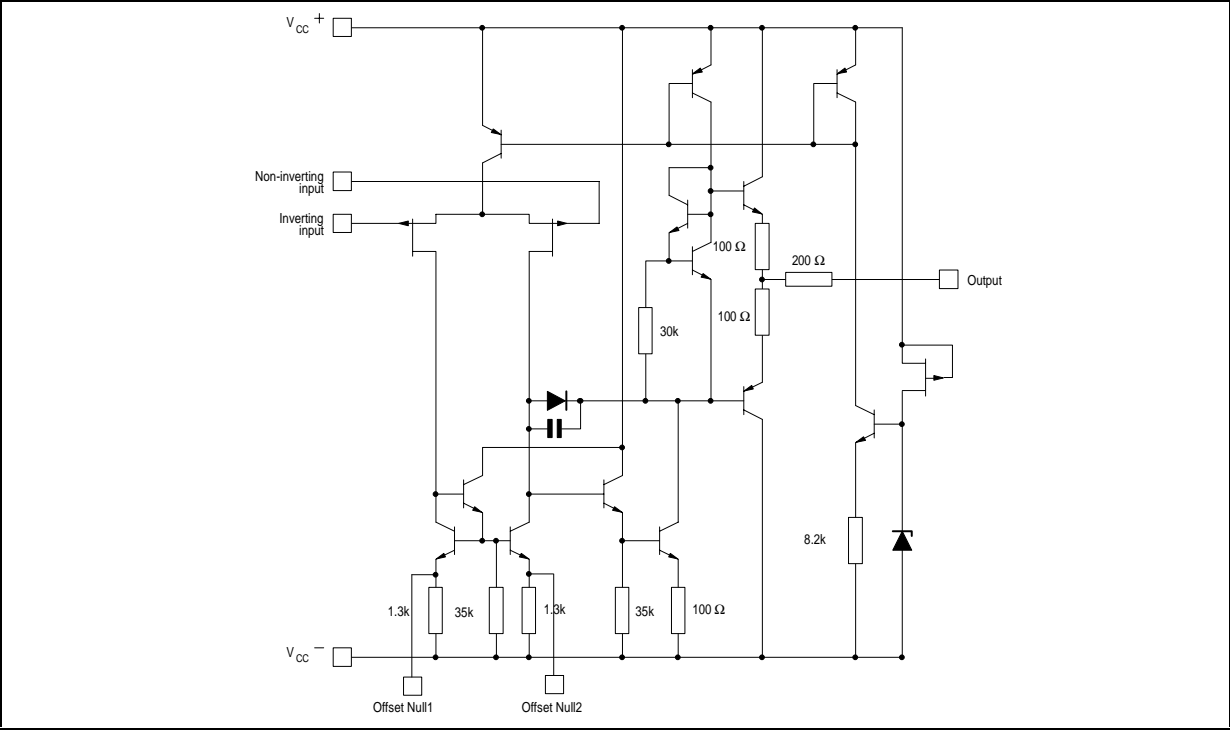 V CC +
Non-inverting
input
Inverting
input
100 Ω
200 Ω
Output
100 Ω
30k
8.2k
1.3k
35k
1.3k
35k
100 Ω
V CC −
Offset Null1
Offset Null2